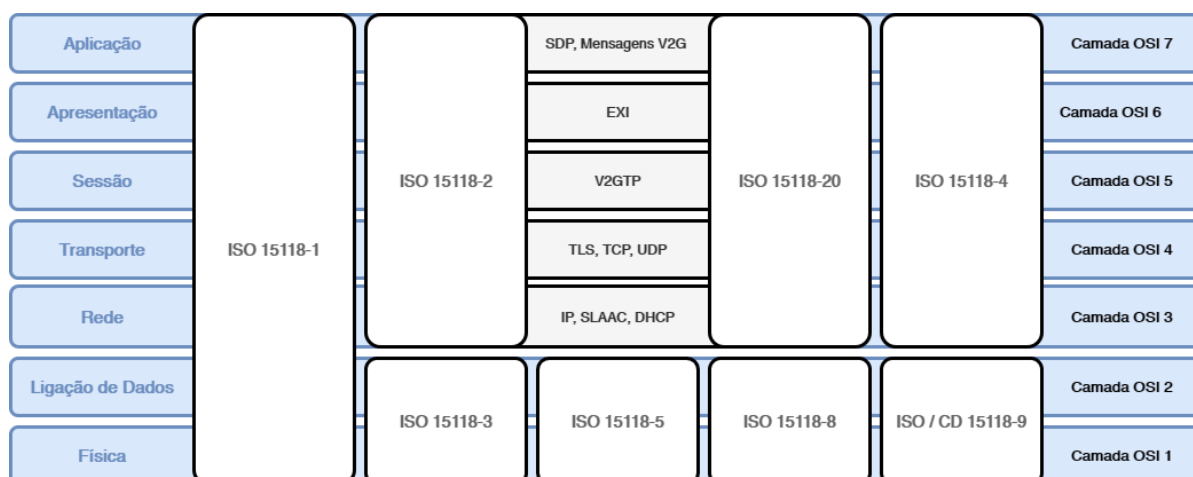 Aplicação
SDP, Mensagens V2G
Camada OSI 7
Apresentação
EXI
Camada OSI 6
Sessão
ISO 15118-2
V2GTP
ISO 15118-20
ISO 15118-4
Camada OSI 5
Transporte
ISO 15118-1
TLS, TCP, UDP
Camada OSI 4
Rede
IP, SLAAC, DHCP
Camada OSI 3
Ligação de Dados
Camada OSI 2
ISO 15118-3
ISO 15118-5
ISO 15118-8
ISO / CD 15118-9
Física
Camada OSI 1